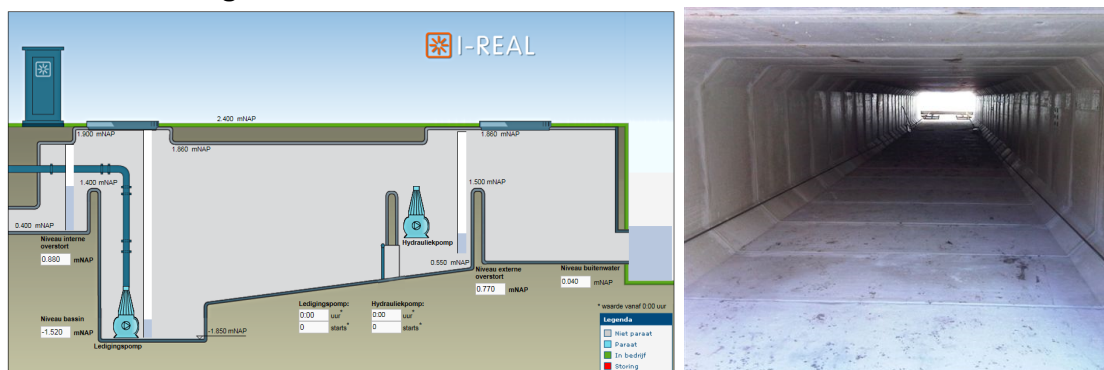 I-REAL
2.400 mNAP
1.900 mNAP
1.860 mNAP
1.860 mNAP
1.400 mNAP
1.500 mNAP
0.400 mNAP
Hydrauliekpomp
0.550 mNAP
Niveau interne
overstort
0.880 mNAP
Niveau externe
overstort
0.770 mNAP
Niveau buitenwater
0.040 mNAP
Ledigingspomp:
0:00 uur*
0 starts*
Hydrauliekpomp:
0:00 uur*
0 starts*
* waarde vanaf 0:00 uur
Niveau bassin
-1.520 mNAP
-1.850 mNAP
Ledigingspomp
Legenda
Niet paraat
Paraat
In bedrijf
Storing